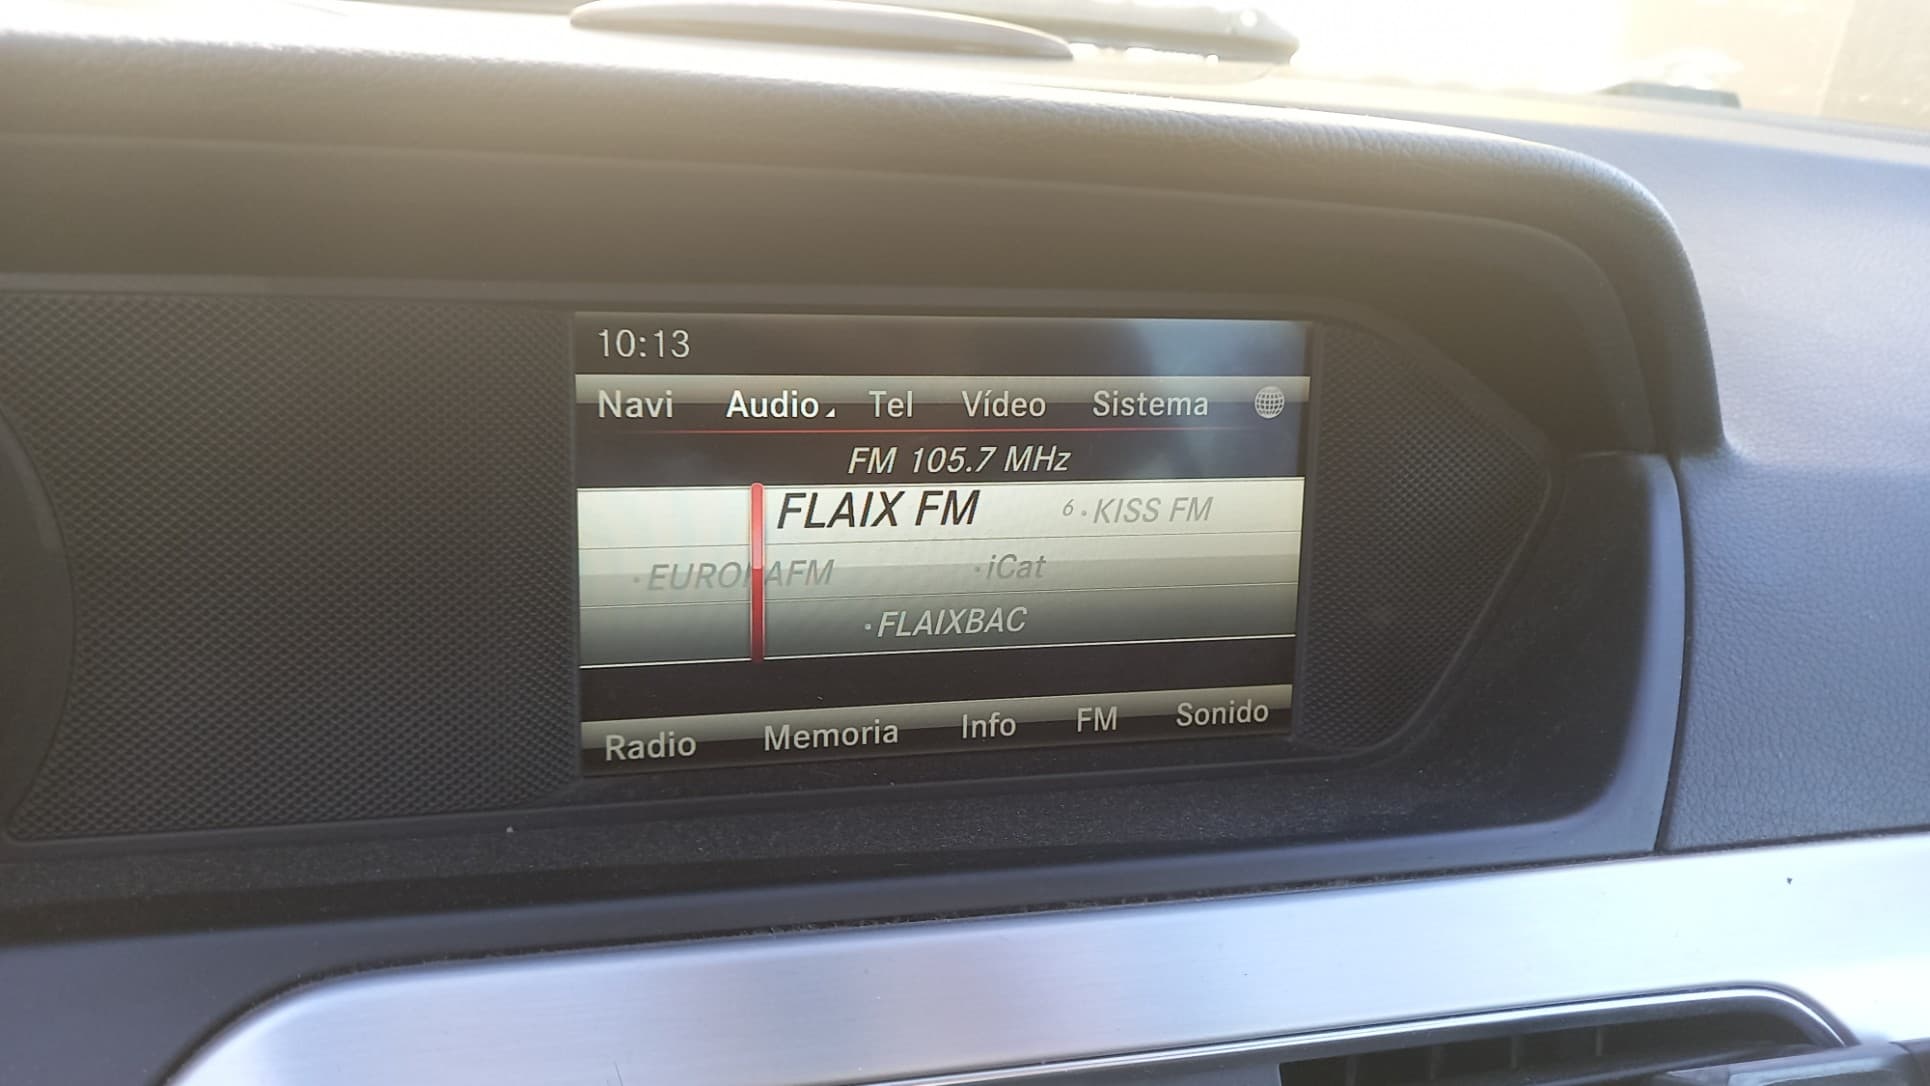 10:13
Navi Audio Tel Vídeo Sistema
FM 105.7 MHz
FLAIX FM 6 · KISS FM
· EUROPAFM · iCat
· FLAIXBAC
Radio Memoria Info FM Sonido